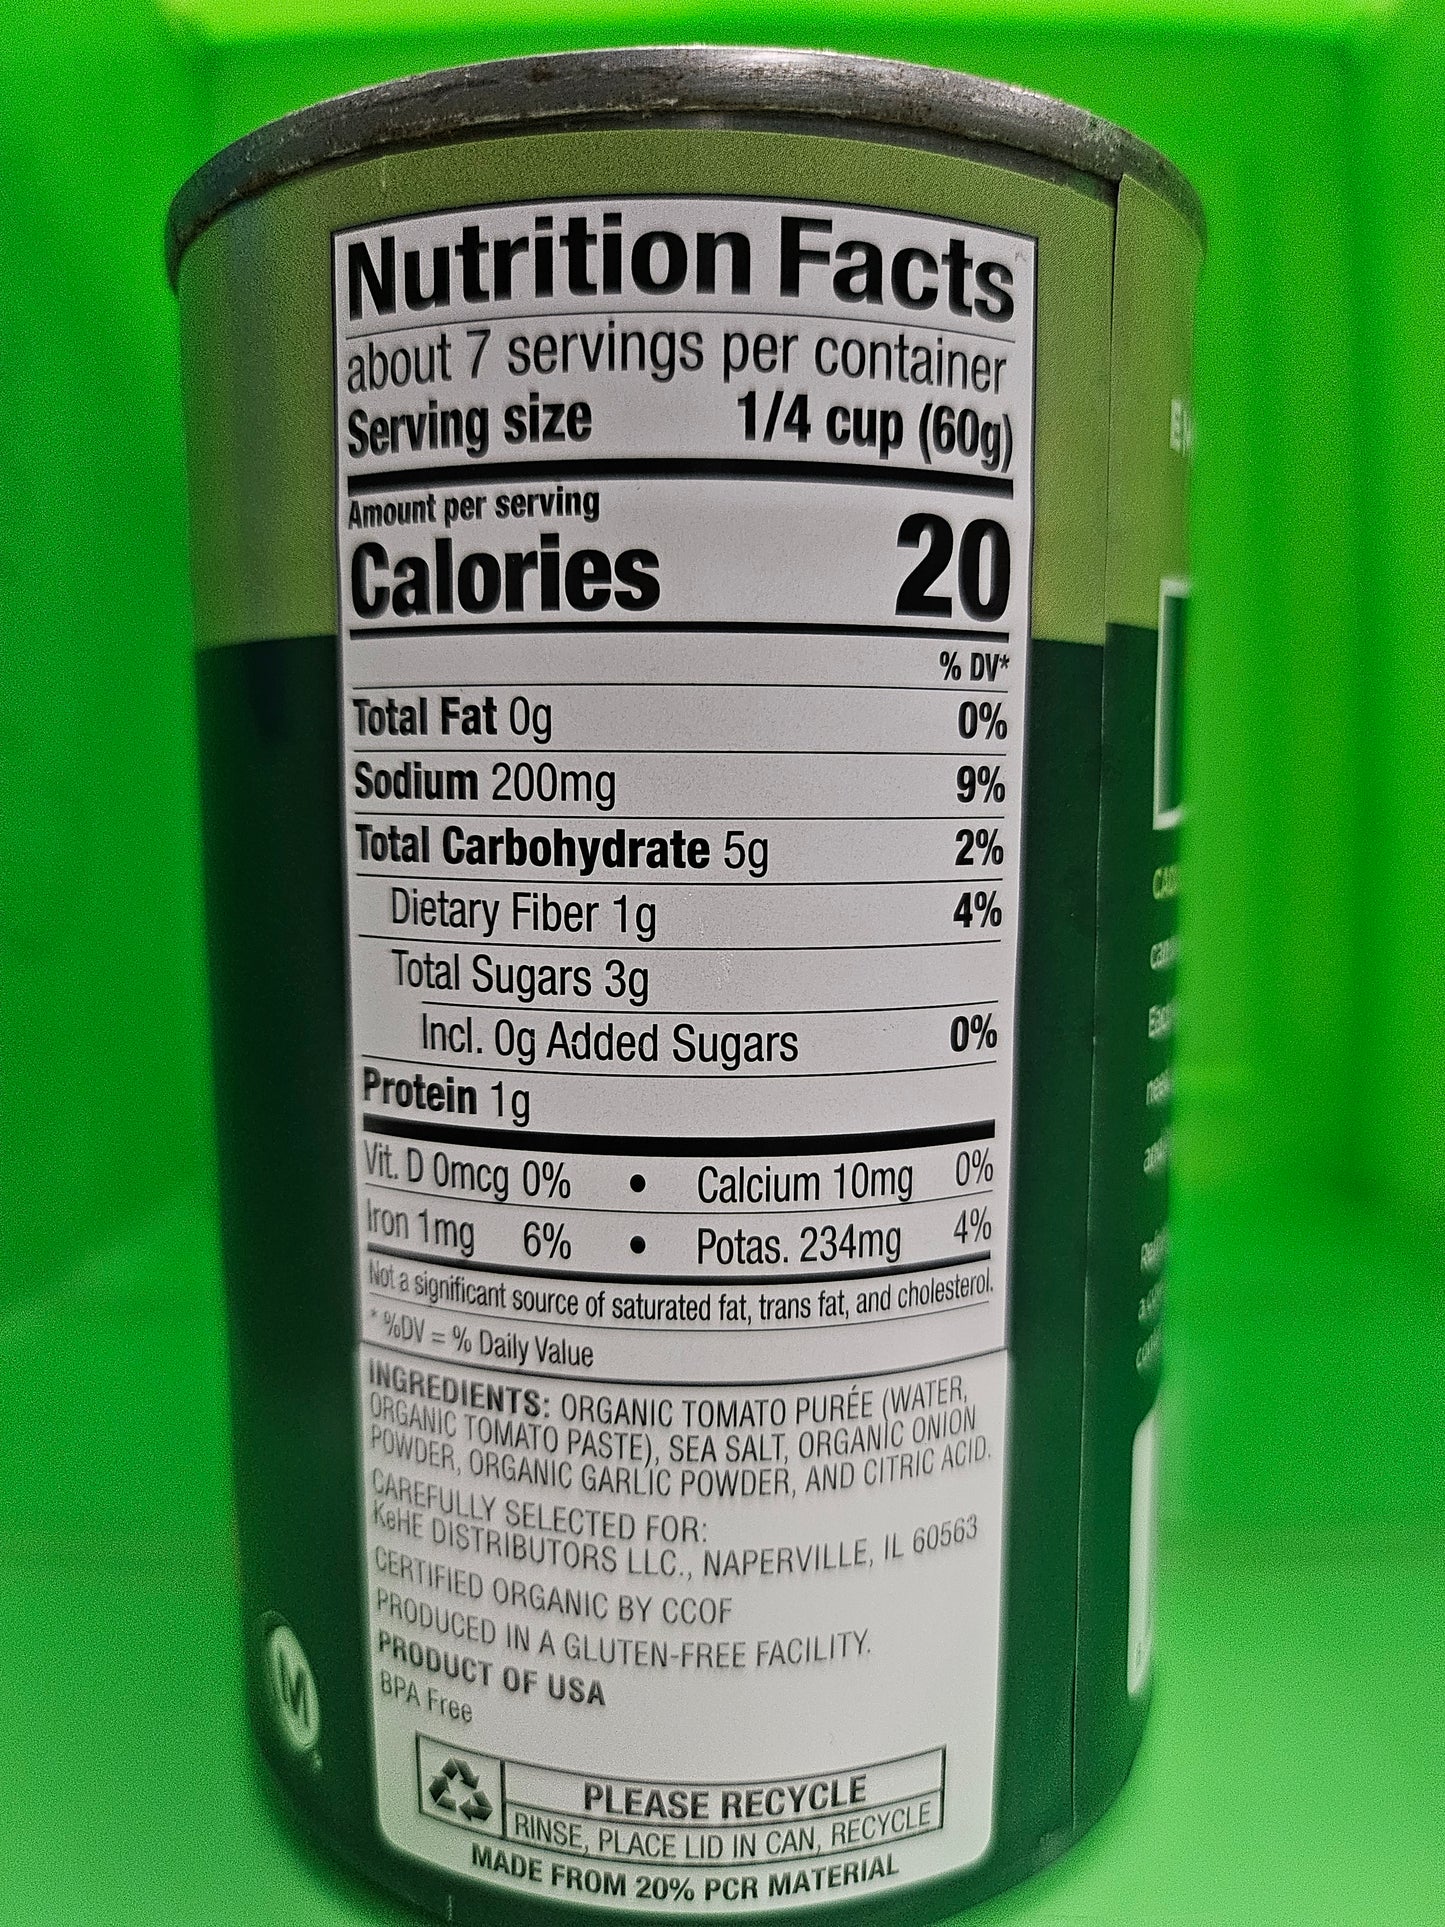 Nutrition Facts
about 7 servings per container
Serving size 1/4 cup (60g)
Amount per serving
Calories 20
% DV*
Total Fat 0g 0%
Sodium 200mg 9%
Total Carbohydrate 5g 2%
Dietary Fiber 1g 4%
Total Sugars 3g
Incl. 0g Added Sugars 0%
Protein 1g
Vit. D 0mcg 0% • Calcium 10mg 0%
Iron 1mg 6% • Potas. 234mg 4%
Not a significant source of saturated fat, trans fat, and cholesterol.
* %DV = % Daily Value
INGREDIENTS: ORGANIC TOMATO PURÉE (WATER,
ORGANIC TOMATO PASTE), SEA SALT, ORGANIC ONION
POWDER, ORGANIC GARLIC POWDER, AND CITRIC ACID.
CAREFULLY SELECTED FOR:
KeHE DISTRIBUTORS LLC., NAPERVILLE, IL 60563
CERTIFIED ORGANIC BY CCOF
PRODUCED IN A GLUTEN-FREE FACILITY.
PRODUCT OF USA
BPA Free
PLEASE RECYCLE
RINSE, PLACE LID IN CAN, RECYCLE
MADE FROM 20% PCR MATERIAL
M